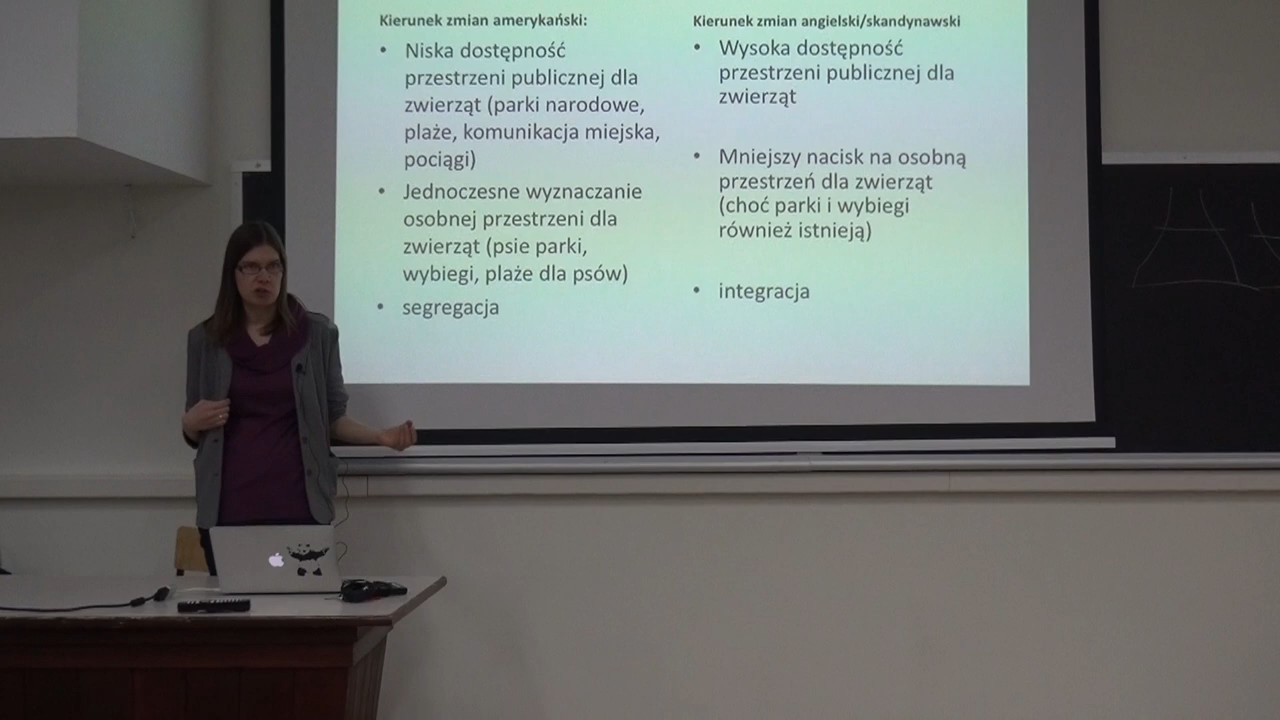 Kierunek zmian amerykański:
• Niska dostępność
przestrzeni publicznej dla
zwierząt (parki narodowe,
plaże, komunikacja miejska,
pociągi)
• Jednoczesne wyznaczanie
osobnej przestrzeni dla
zwierząt (psie parki,
wybiegi, plaże dla psów)
• segregacja
Kierunek zmian angielski/skandynawski
• Wysoka dostępność
przestrzeni publicznej dla
zwierząt
• Mniejszy nacisk na osobną
przestrzeń dla zwierząt
(choć parki i wybiegi
również istnieją)
• integracja